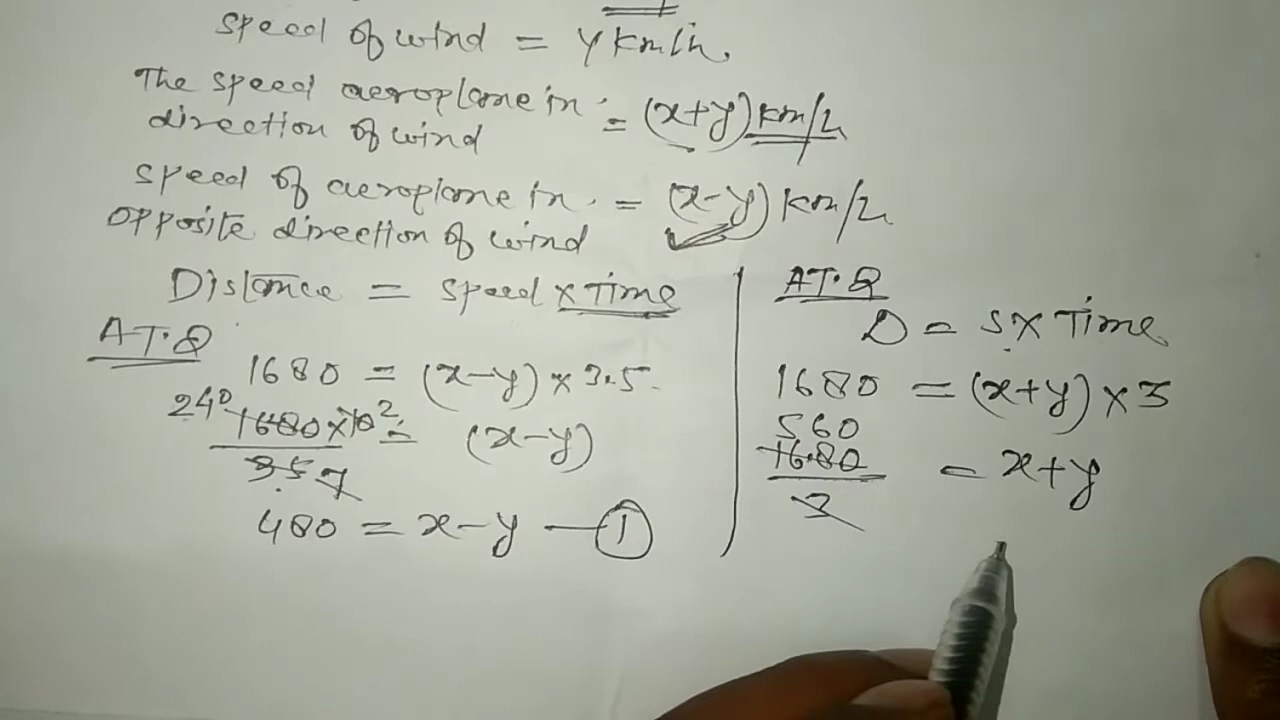 speed of wind = y km/h.
The speed aeroplane in
direction of wind = (x+y) km/h
speed of aeroplane in = (x-y) km/h
opposite direction of wind
Distance = speed x Time
A.T.Q
1680 = (x-y) x 3.5
240 2
1680x10 = (x-y)
35 7
480 = x-y — 1
A.T.Q
D = S x Time
1680 = (x+y) x 3
560
1680 = x+y
3